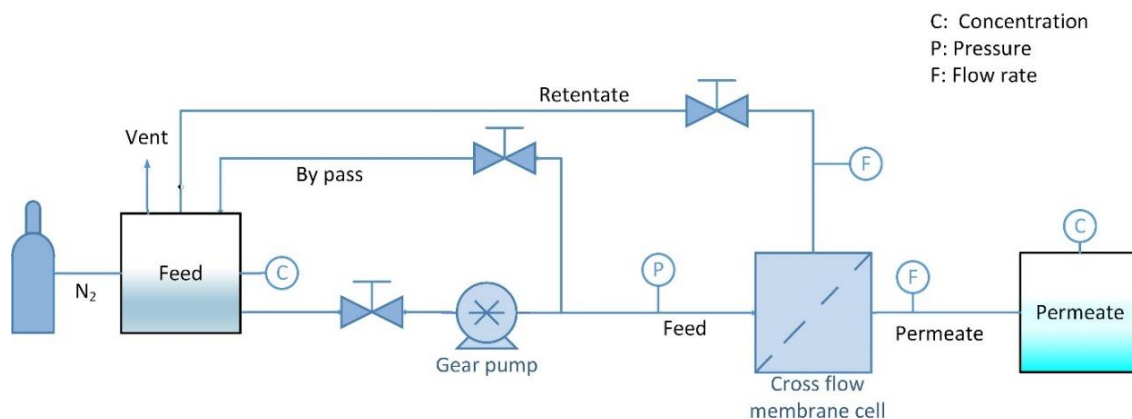 C: Concentration
P: Pressure
F: Flow rate
Retentate
Vent
By pass
F
C
Feed
C
P
F
N₂
Feed
Permeate
Permeate
Gear pump
Cross flow
membrane cell